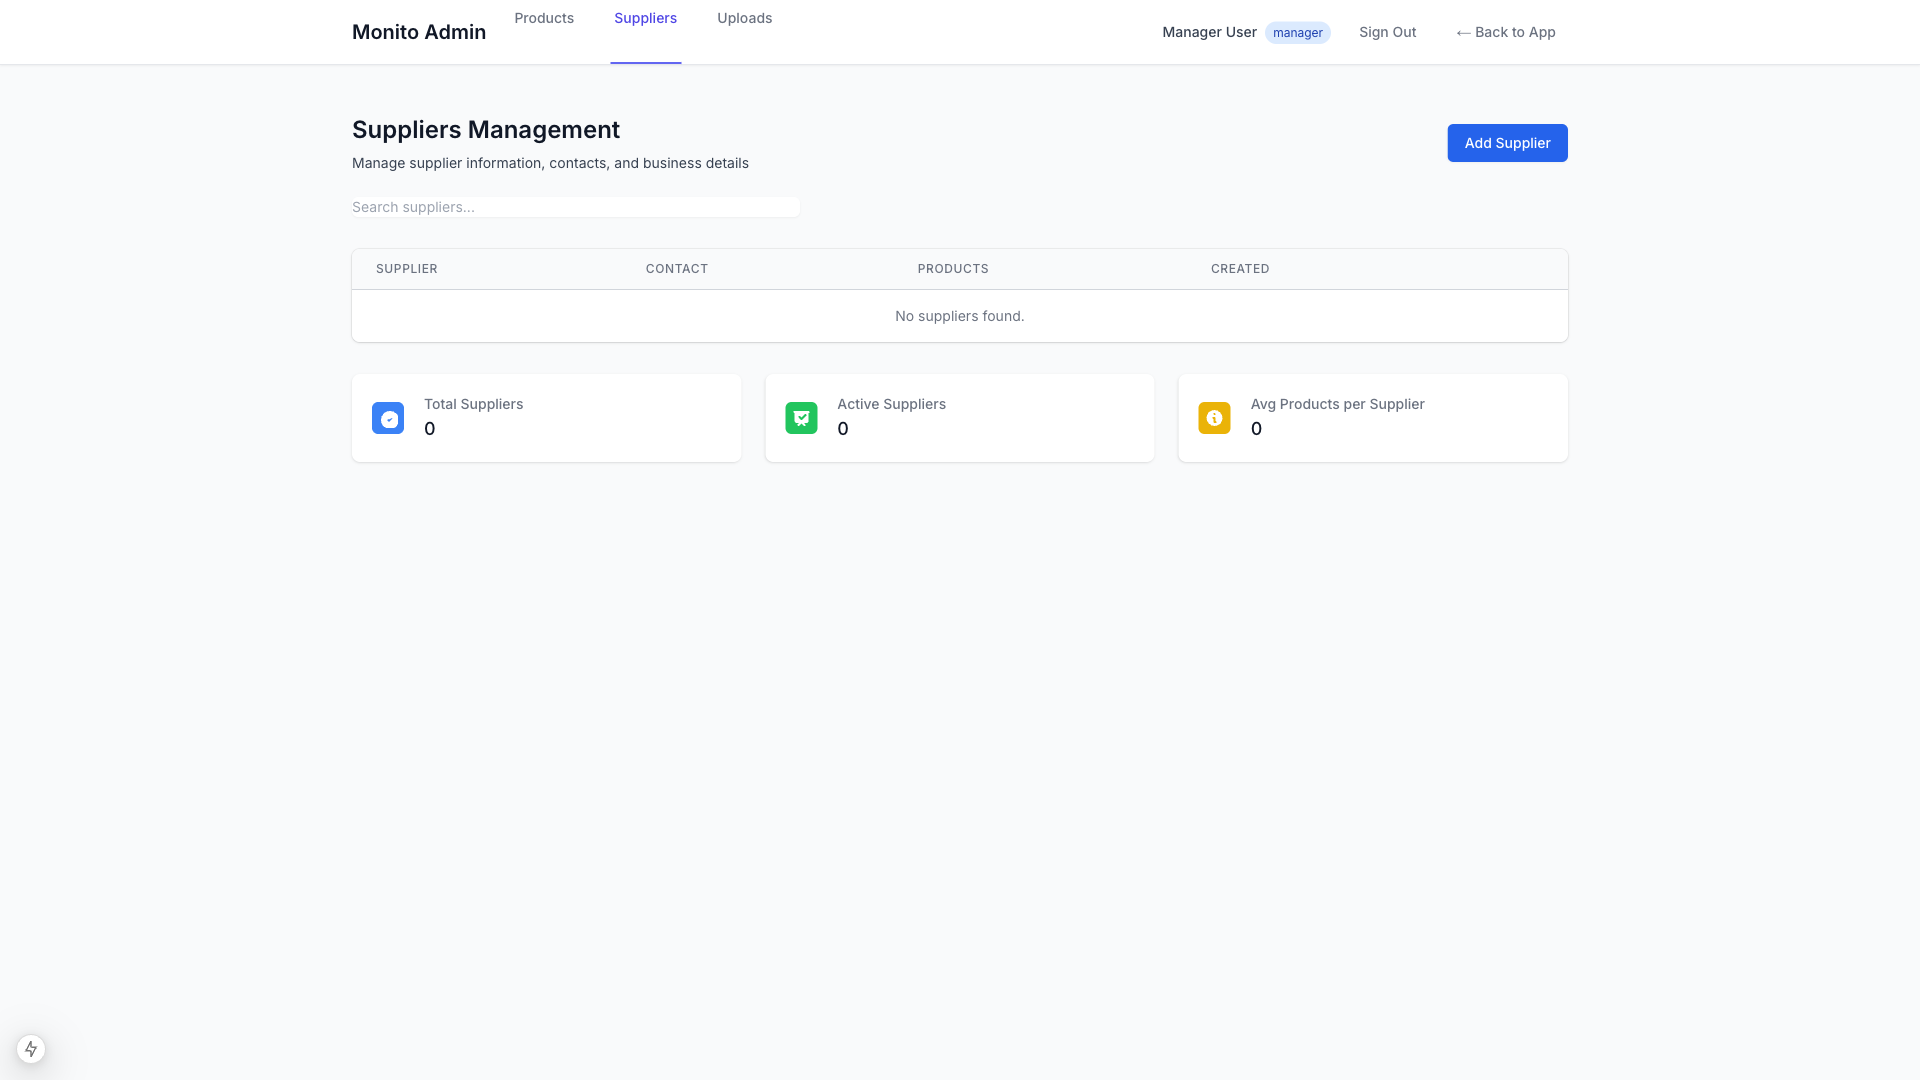 Monito Admin
Products
Suppliers
Uploads
Manager User
manager
Sign Out
← Back to App
Suppliers Management
Manage supplier information, contacts, and business details
Add Supplier
Search suppliers...
SUPPLIER
CONTACT
PRODUCTS
CREATED
No suppliers found.
Total Suppliers
0
Active Suppliers
0
Avg Products per Supplier
0